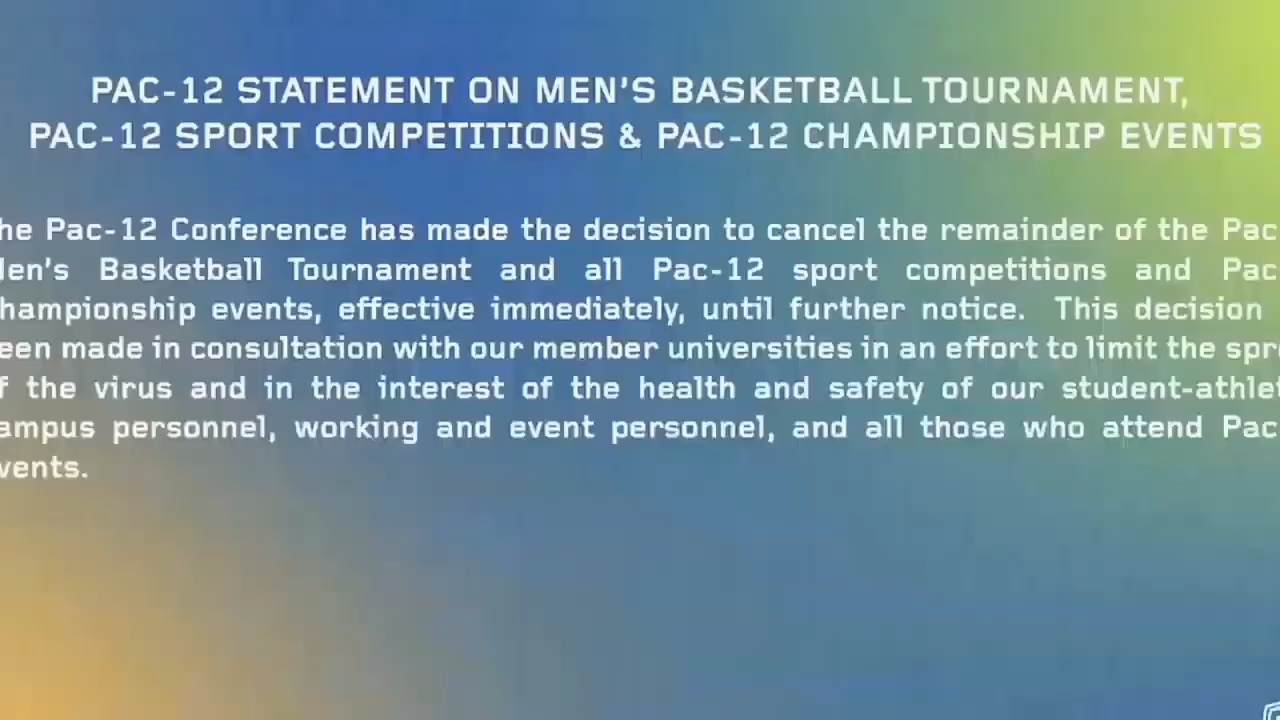 PAC-12 STATEMENT ON MEN'S BASKETBALL TOURNAMENT,
PAC-12 SPORT COMPETITIONS & PAC-12 CHAMPIONSHIP EVENTS
he Pac-12 Conference has made the decision to cancel the remainder of the Pac
en's Basketball Tournament and all Pac-12 sport competitions and Pac
hampionship events, effective immediately, until further notice. This decision
een made in consultation with our member universities in an effort to limit the spre
f the virus and in the interest of the health and safety of our student-athlet
ampus personnel, working and event personnel, and all those who attend Pac
vents.